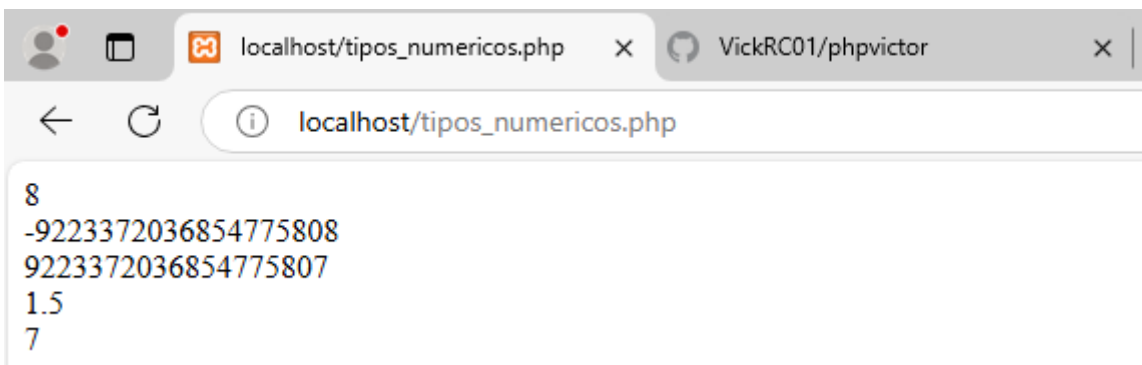 localhost/tipos_numericos.php
VickRC01/phpvictor
localhost/tipos_numericos.php
8
-9223372036854775808
9223372036854775807
1.5
7